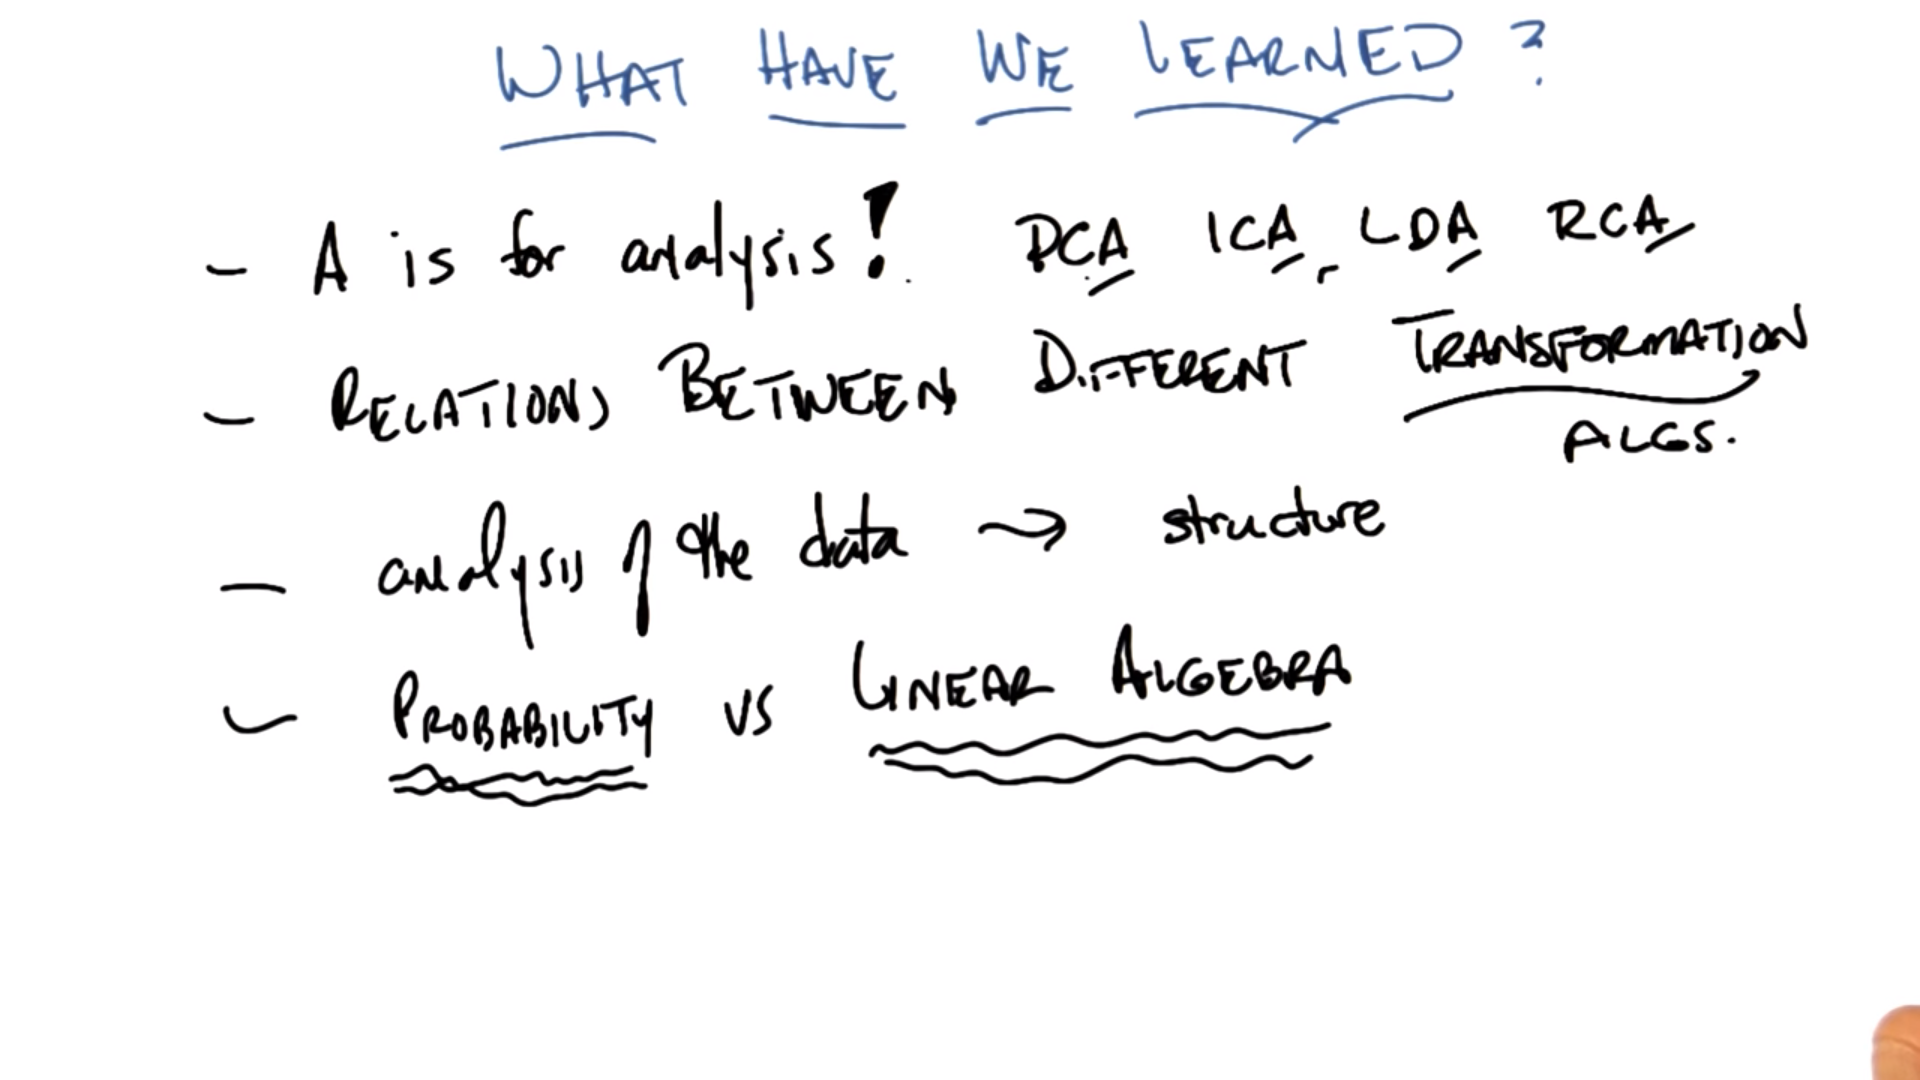 WHAT HAVE WE LEARNED?
- A is for analysis! PCA ICA, LDA RCA
- RELATIONS BETWEEN DIFFERENT TRANSFORMATION
ALGS.
- analysis of the data → structure
- PROBABILITY vs LINEAR ALGEBRA